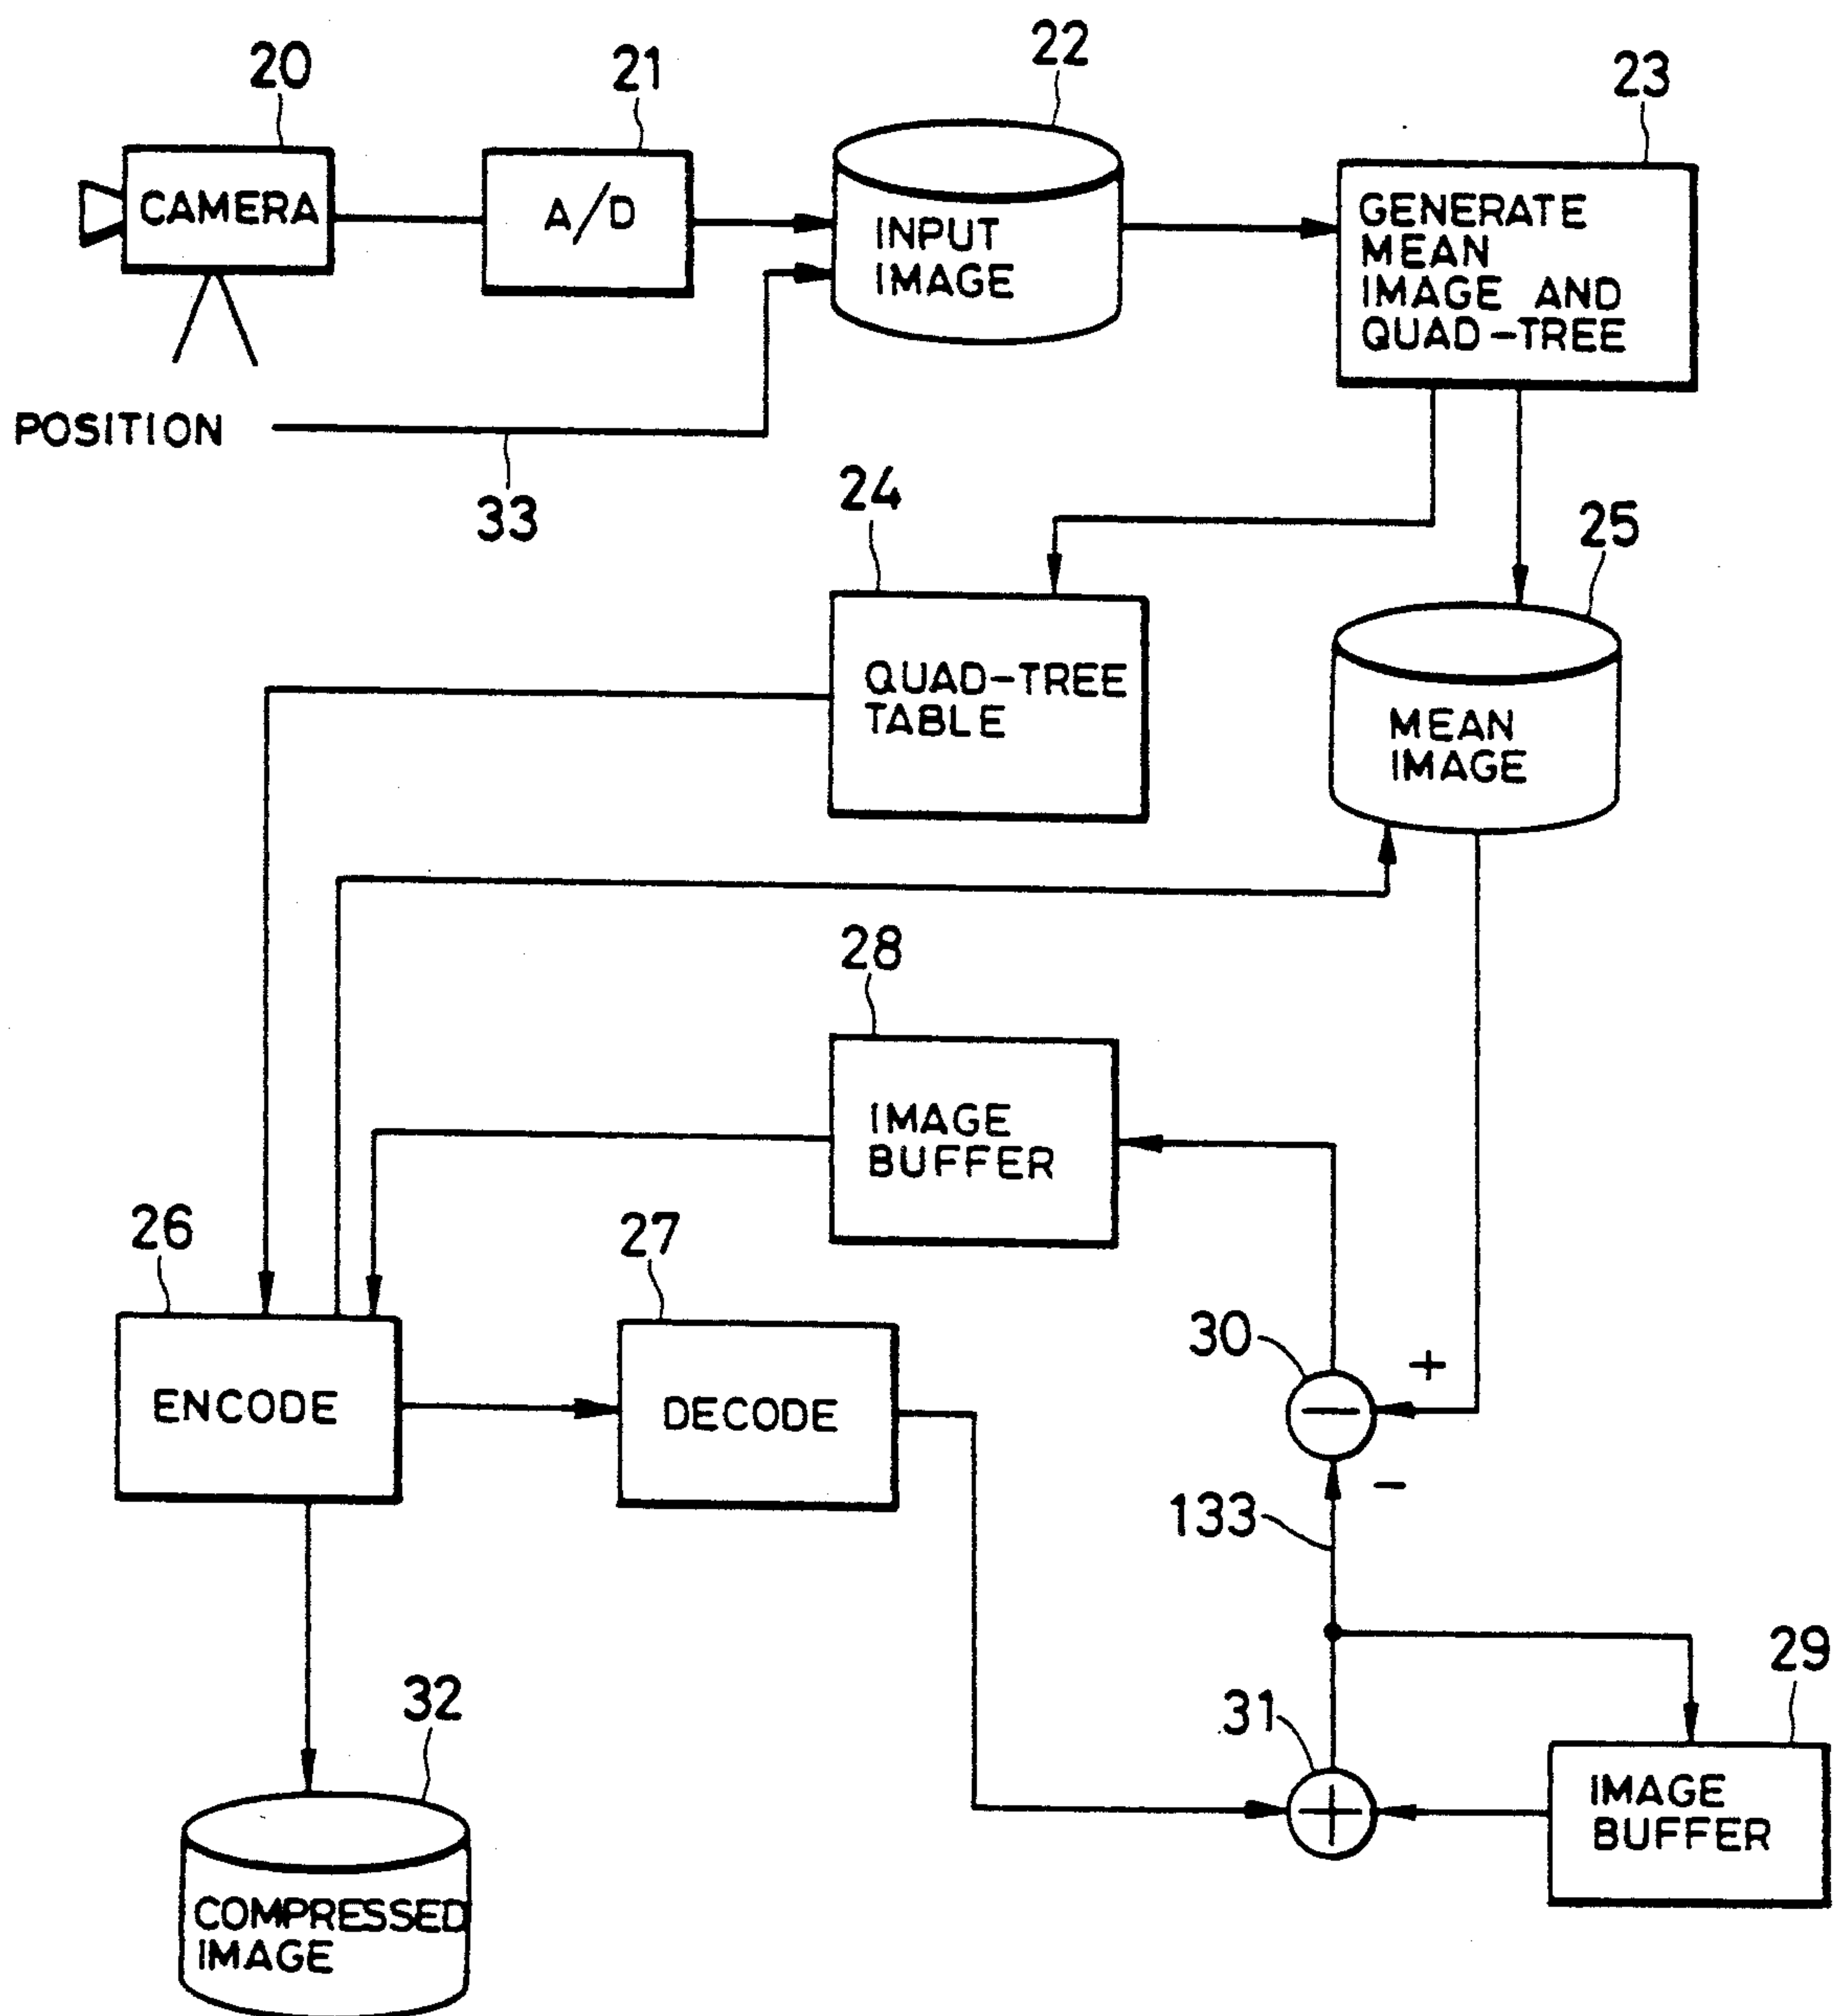 20
21
22
23
CAMERA
A/D
INPUT
IMAGE
GENERATE
MEAN
IMAGE AND
QUAD-TREE
POSITION
33
24
25
QUAD-TREE
TABLE
MEAN
IMAGE
28
IMAGE
BUFFER
26
27
30
+
ENCODE
DECODE
−
−
133
29
31
+
IMAGE
BUFFER
32
COMPRESSED
IMAGE